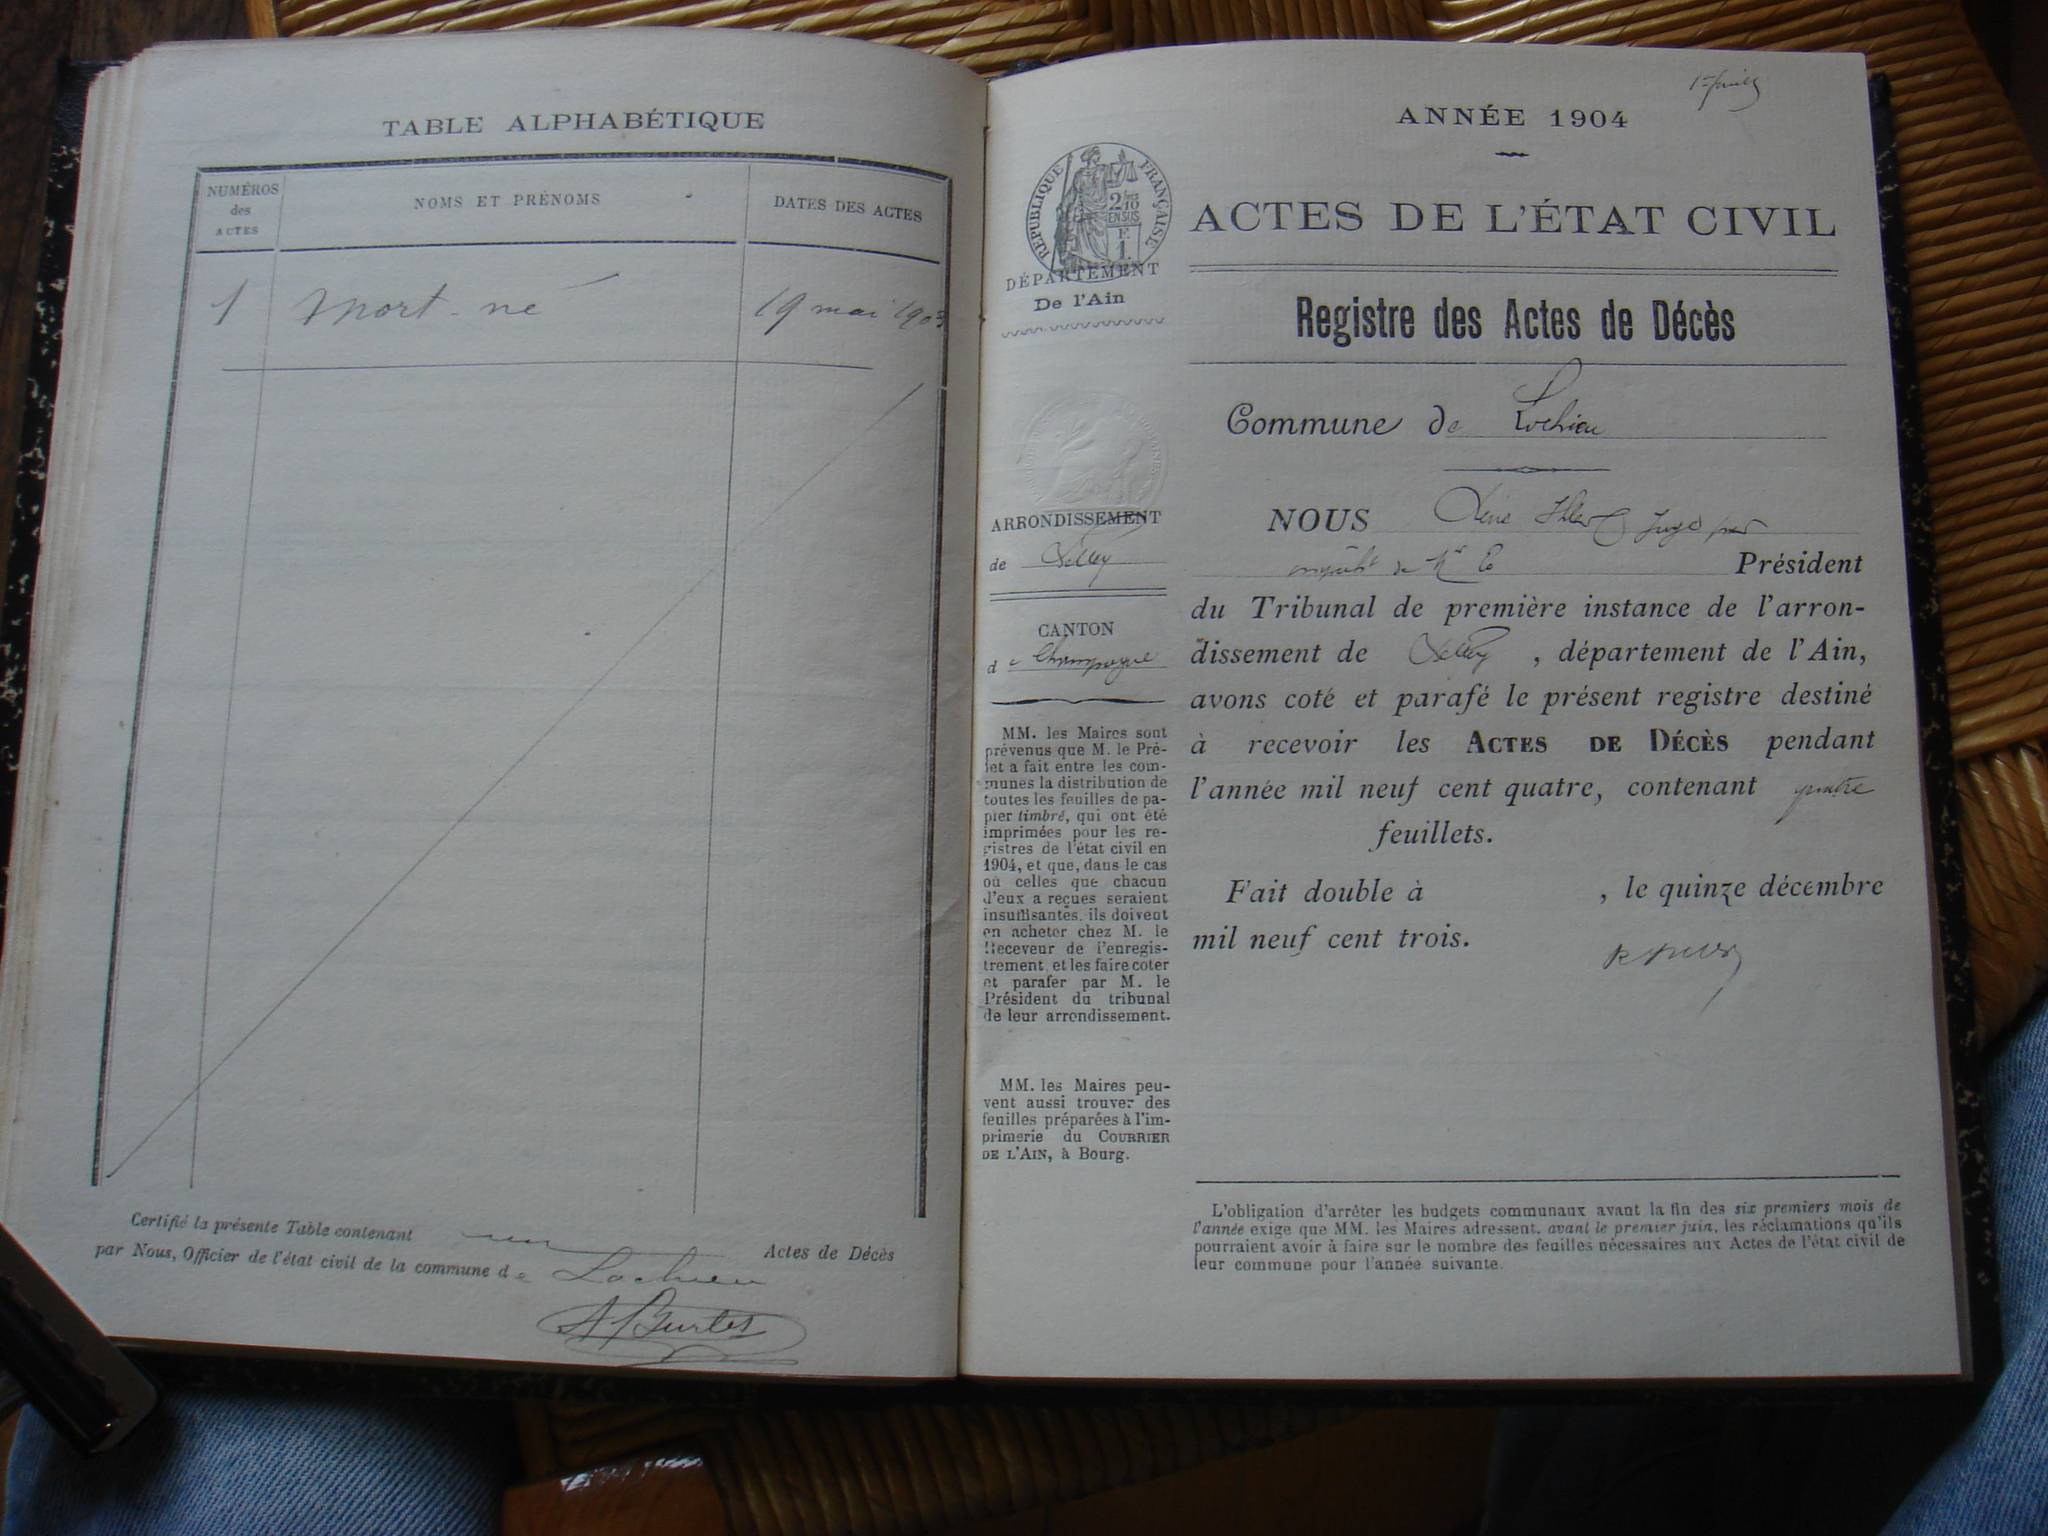 TABLE ALPHABÉTIQUE
NUMÉROS
des
ACTES
NOMS ET PRÉNOMS
DATES DES ACTES
1 Mort-né 19 mai 1903
Certifié la présente Table contenant un Actes de Décès
par Nous, Officier de l'état civil de la commune de Lochieu
ABurtet
ANNÉE 1904
RÉPUBLIQUE FRANÇAISE
2 10
EN SUS
F
1.
DÉPARTEMENT
De l'Ain
ARRONDISSEMENT
de Belley
CANTON
de Champagne
MM. les Maires sont
prévenus que M. le Pré-
fet a fait entre les com-
munes la distribution de
toutes les feuilles de pa-
pier timbré, qui ont été
imprimées pour les re-
gistres de l'état civil en
1904, et que, dans le cas
où celles que chacun
d'eux a reçues seraient
insuffisantes, ils doivent
en acheter chez M. le
Receveur de l'enregis-
trement, et les faire coter
et parafer par M. le
Président du tribunal
de leur arrondissement.
MM. les Maires peu-
vent aussi trouver des
feuilles préparées à l'im-
primerie du COURRIER
DE L'AIN, à Bourg.
ACTES DE L'ÉTAT CIVIL
Registre des Actes de Décès
Commune de Lochieu
NOUS Juge
Président
du Tribunal de première instance de l'arron-
dissement de Belley, département de l'Ain,
avons coté et parafé le présent registre destiné
à recevoir les ACTES DE DÉCÈS pendant
l'année mil neuf cent quatre, contenant quatre
feuillets.
Fait double à , le quinze décembre
mil neuf cent trois.
L'obligation d'arrêter les budgets communaux avant la fin des six premiers mois de
l'année exige que MM. les Maires adressent, avant le premier juin, les réclamations qu'ils
pourraient avoir à faire sur le nombre des feuilles nécessaires aux Actes de l'état civil de
leur commune pour l'année suivante.